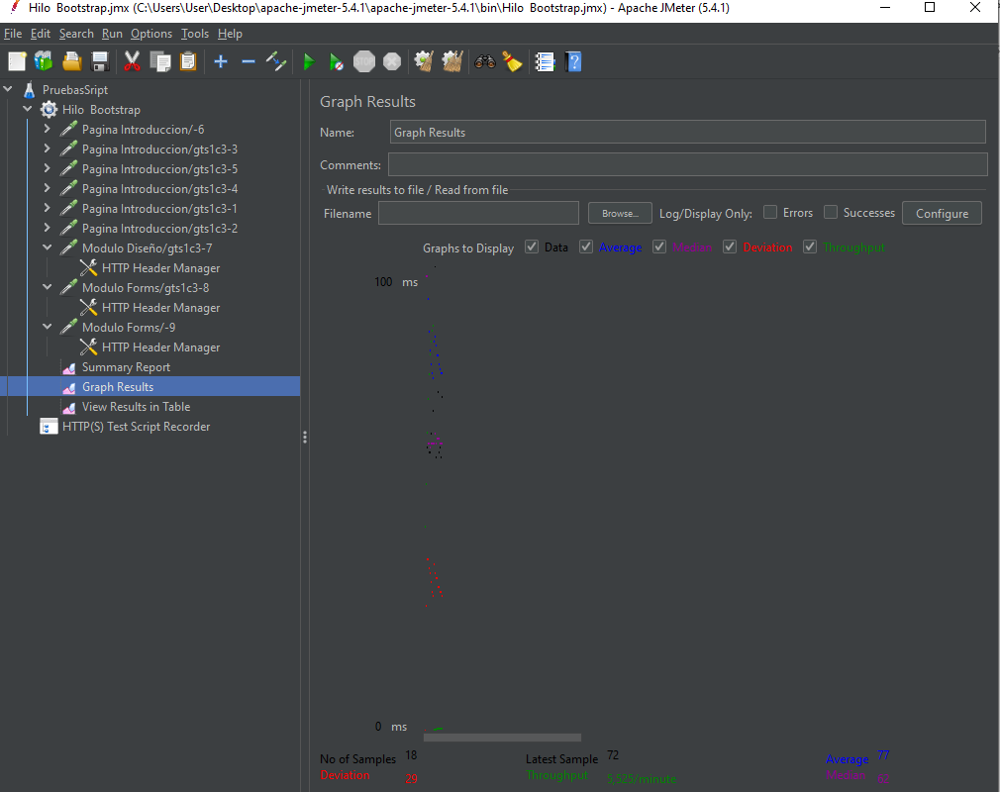 Hilo Bootstrap.jmx (C:\Users\User\Desktop\apache-jmeter-5.4.1\apache-jmeter-5.4.1\bin\Hilo Bootstrap.jmx) - Apache JMeter (5.4.1)
File Edit Search Run Options Tools Help
STOP
PruebasSript
Hilo Bootstrap
Pagina Introduccion/-6
Pagina Introduccion/gts1c3-3
Pagina Introduccion/gts1c3-5
Pagina Introduccion/gts1c3-4
Pagina Introduccion/gts1c3-1
Pagina Introduccion/gts1c3-2
Modulo Diseño/gts1c3-7
HTTP Header Manager
Modulo Forms/gts1c3-8
HTTP Header Manager
Modulo Forms/-9
HTTP Header Manager
Summary Report
Graph Results
View Results in Table
HTTP(S) Test Script Recorder
Graph Results
Name: Graph Results
Comments:
Write results to file / Read from file
Filename Browse... Log/Display Only: Errors Successes Configure
Graphs to Display Data Average Median Deviation Throughput
100 ms
0 ms
No of Samples 18 Latest Sample 72 Average 77
Deviation 29 Throughput 5,525/minute Median